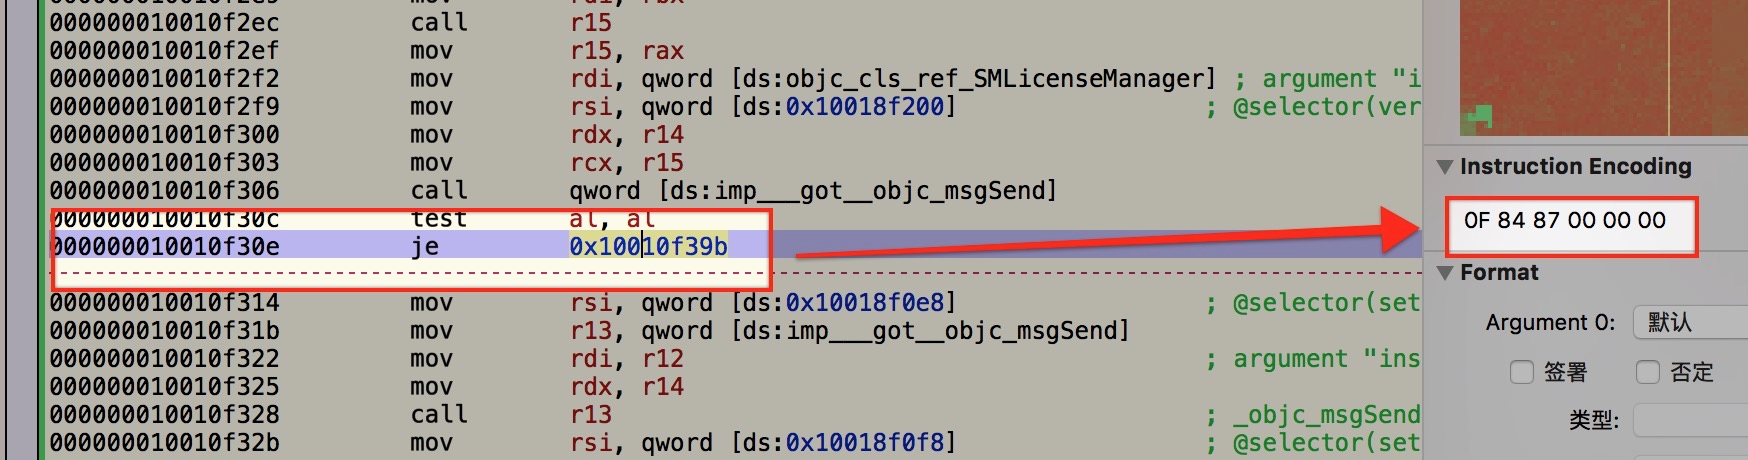 mov rdi, rbx
000000010010f2ec call r15
000000010010f2ef mov r15, rax
000000010010f2f2 mov rdi, qword [ds:objc_cls_ref_SMLicenseManager] ; argument "i
000000010010f2f9 mov rsi, qword [ds:0x10018f200] ; @selector(ver
000000010010f300 mov rdx, r14
000000010010f303 mov rcx, r15
000000010010f306 call qword [ds:imp___got__objc_msgSend]
000000010010f30c test al, al
000000010010f30e je 0x10010f39b
000000010010f314 mov rsi, qword [ds:0x10018f0e8] ; @selector(set
000000010010f31b mov r13, qword [ds:imp___got__objc_msgSend]
000000010010f322 mov rdi, r12 ; argument "ins
000000010010f325 mov rdx, r14
000000010010f328 call r13 ; _objc_msgSend
000000010010f32b mov rsi, qword [ds:0x10018f0f8] ; @selector(set
Instruction Encoding
0F 84 87 00 00 00
Format
Argument 0: 默认
签署 否定
类型: